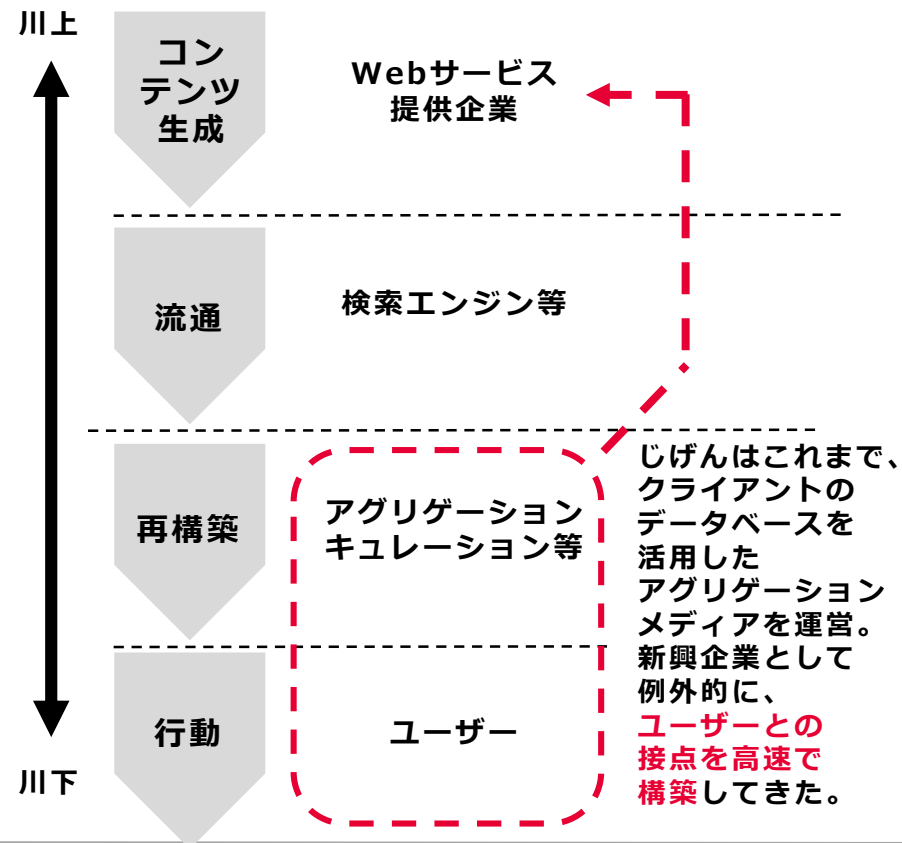 川上
コン
テンツ
生成
Webサービス
提供企業
流通
検索エンジン等
再構築
アグリゲーション
キュレーション等
じげんはこれまで、
クライアントの
データベースを
活用した
アグリゲーション
メディアを運営。
新興企業として
例外的に、
ユーザーとの
接点を高速で
構築してきた。
行動
ユーザー
川下